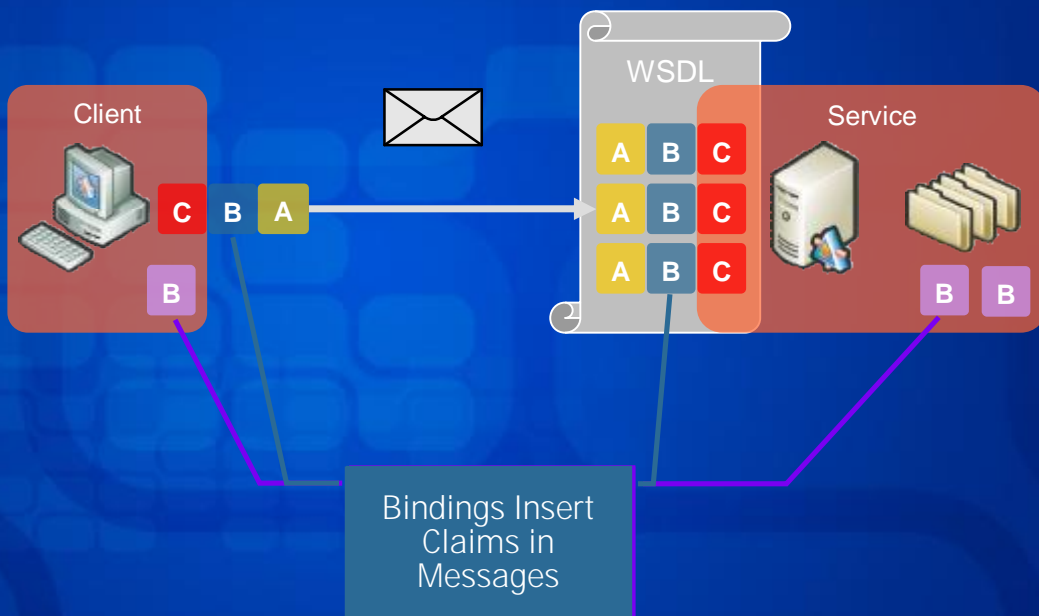 WSDL
Client
Service
A B C
C B A
A B C
A B C
B
B B
Bindings Insert
Claims in
Messages